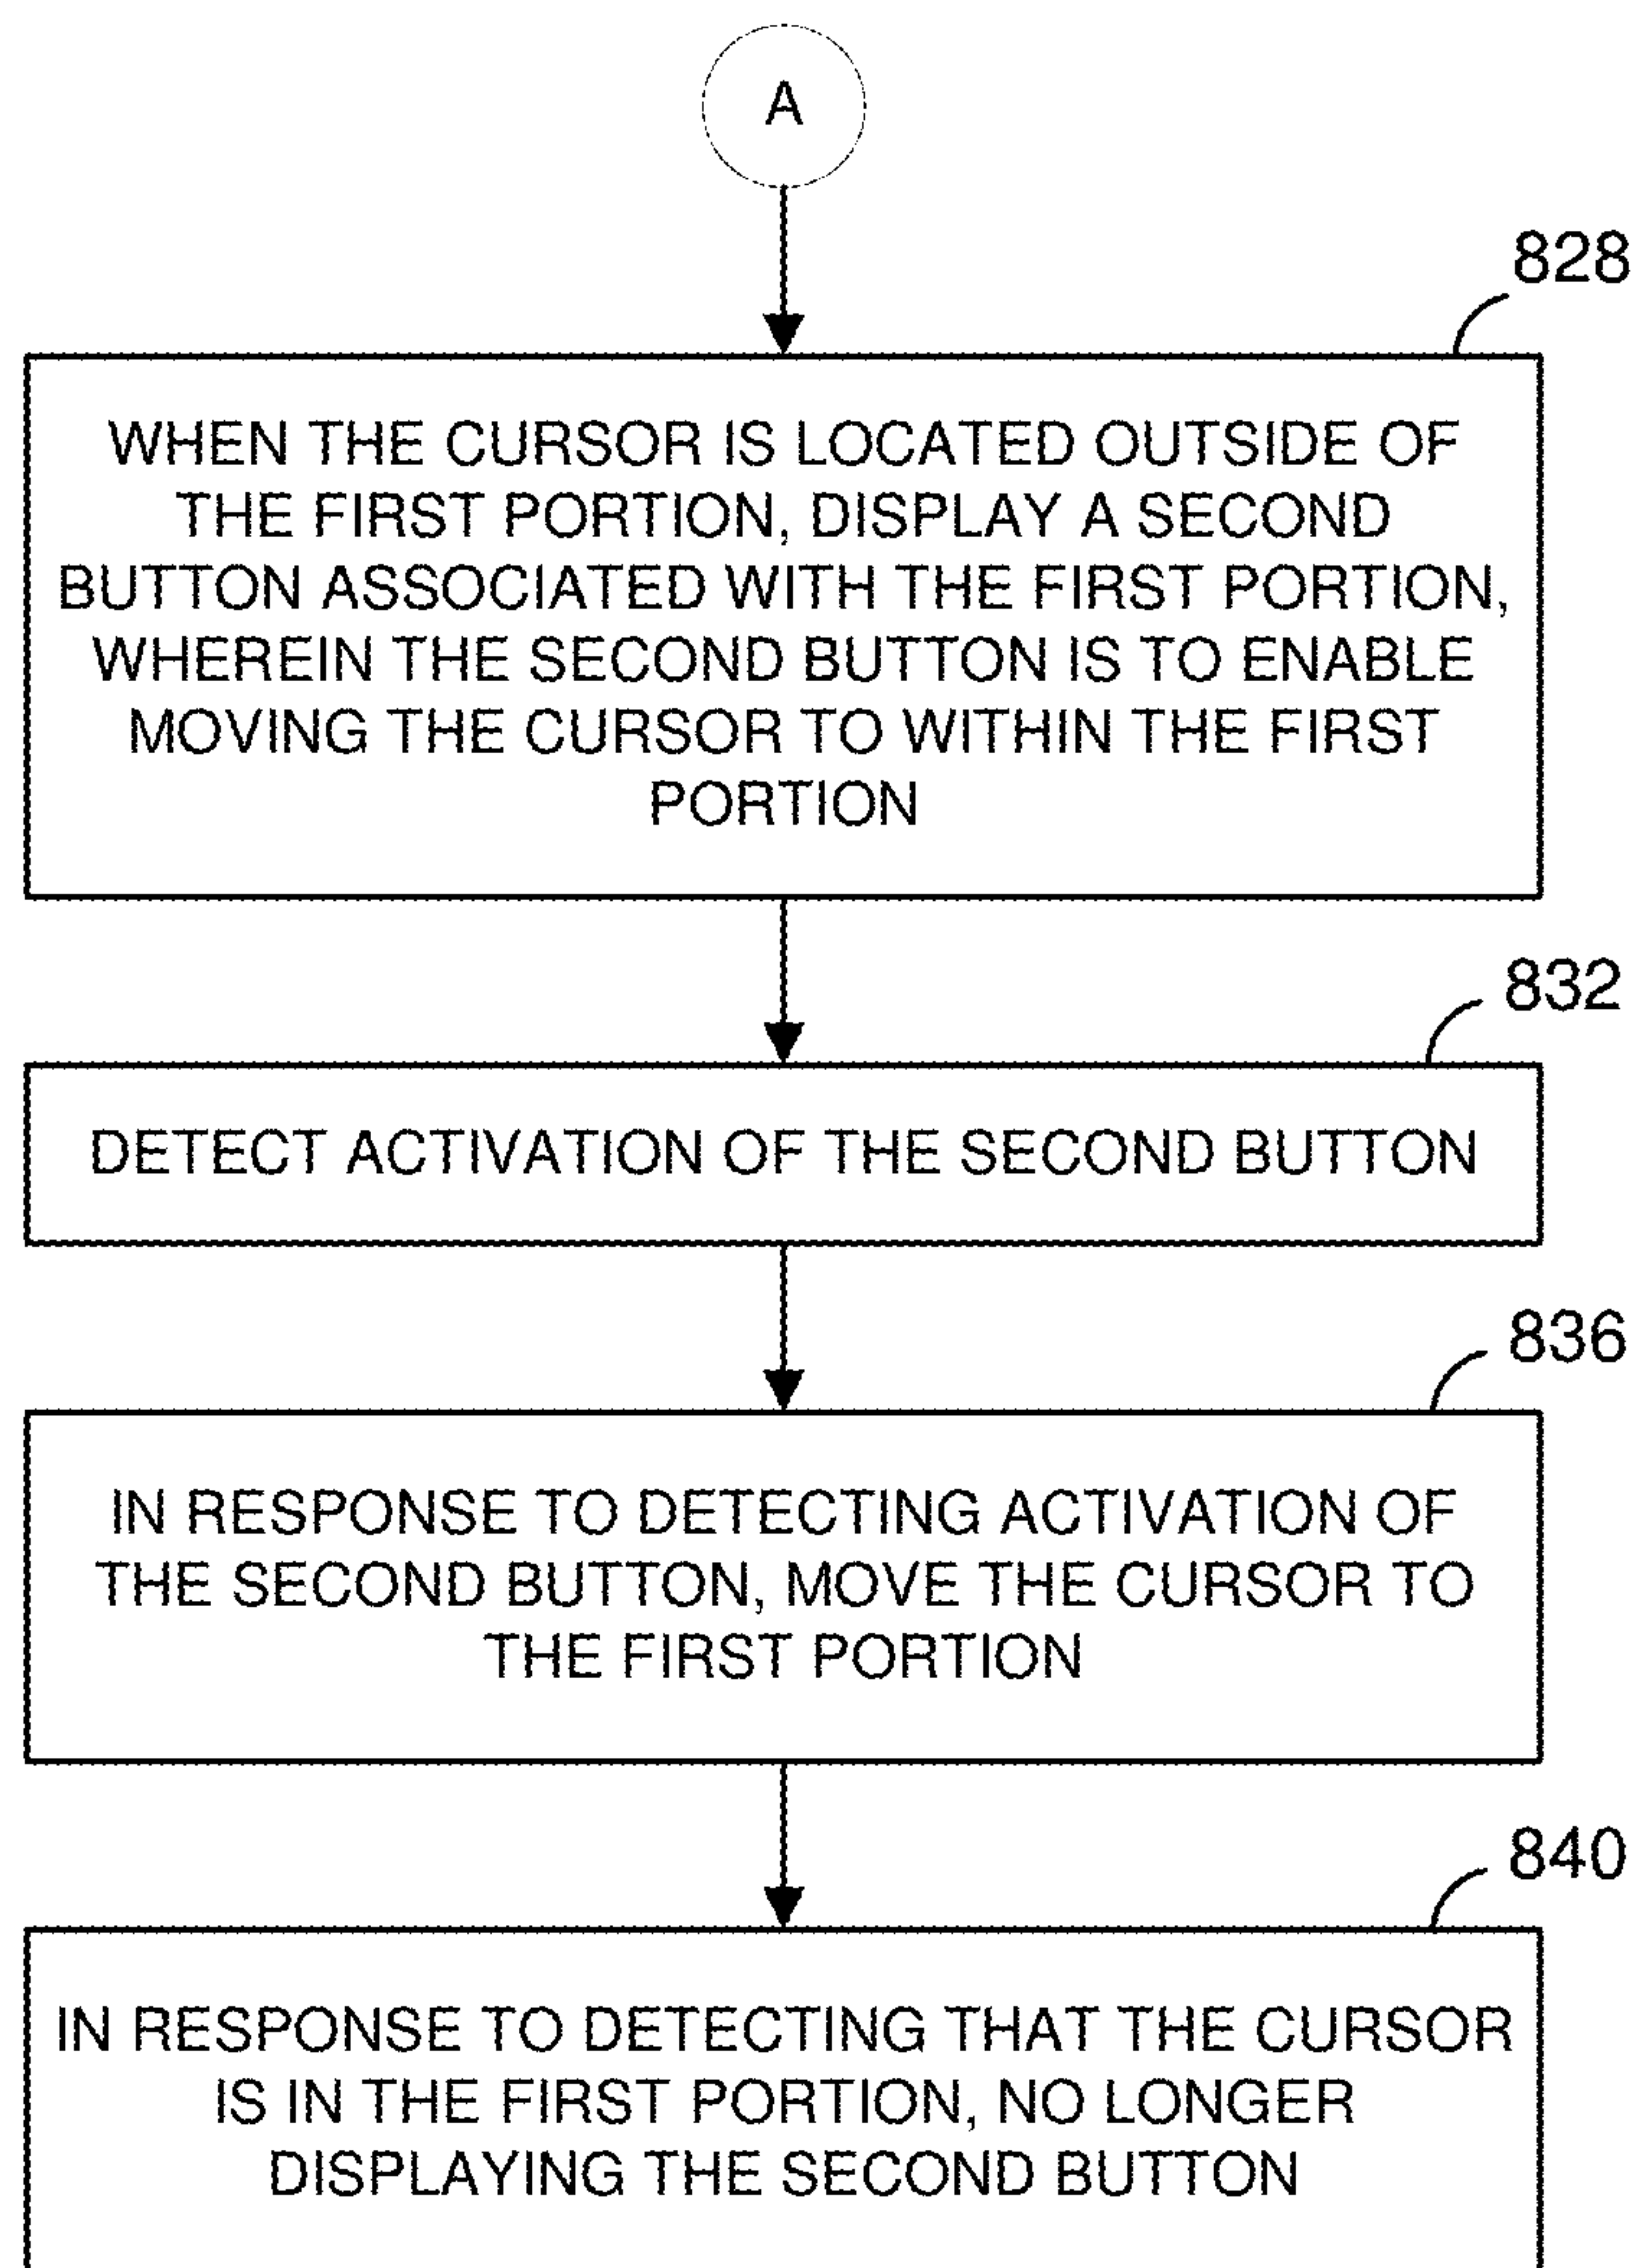 A
828
WHEN THE CURSOR IS LOCATED OUTSIDE OF
THE FIRST PORTION, DISPLAY A SECOND
BUTTON ASSOCIATED WITH THE FIRST PORTION,
WHEREIN THE SECOND BUTTON IS TO ENABLE
MOVING THE CURSOR TO WITHIN THE FIRST
PORTION
832
DETECT ACTIVATION OF THE SECOND BUTTON
836
IN RESPONSE TO DETECTING ACTIVATION OF
THE SECOND BUTTON, MOVE THE CURSOR TO
THE FIRST PORTION
840
IN RESPONSE TO DETECTING THAT THE CURSOR
IS IN THE FIRST PORTION, NO LONGER
DISPLAYING THE SECOND BUTTON